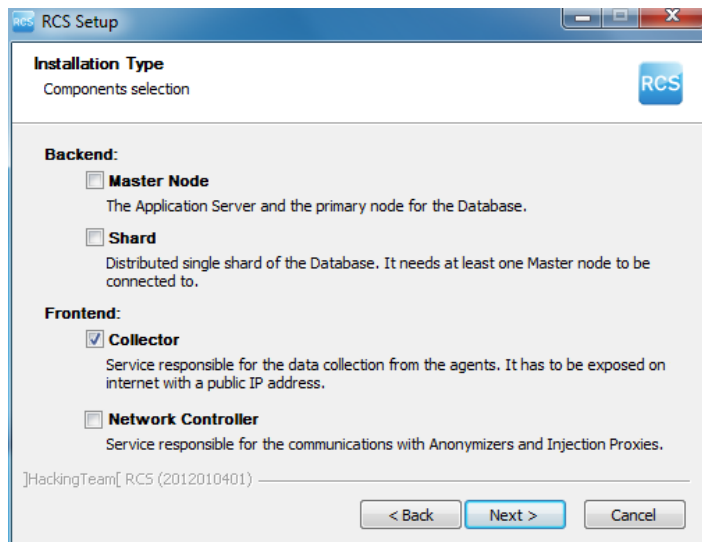 RCS RCS Setup
Installation Type
Components selection
RCS
Backend:
Master Node
The Application Server and the primary node for the Database.
Shard
Distributed single shard of the Database. It needs at least one Master node to be
connected to.
Frontend:
Collector
Service responsible for the data collection from the agents. It has to be exposed on
internet with a public IP address.
Network Controller
Service responsible for the communications with Anonymizers and Injection Proxies.
]HackingTeam[ RCS (2012010401)
< Back
Next >
Cancel